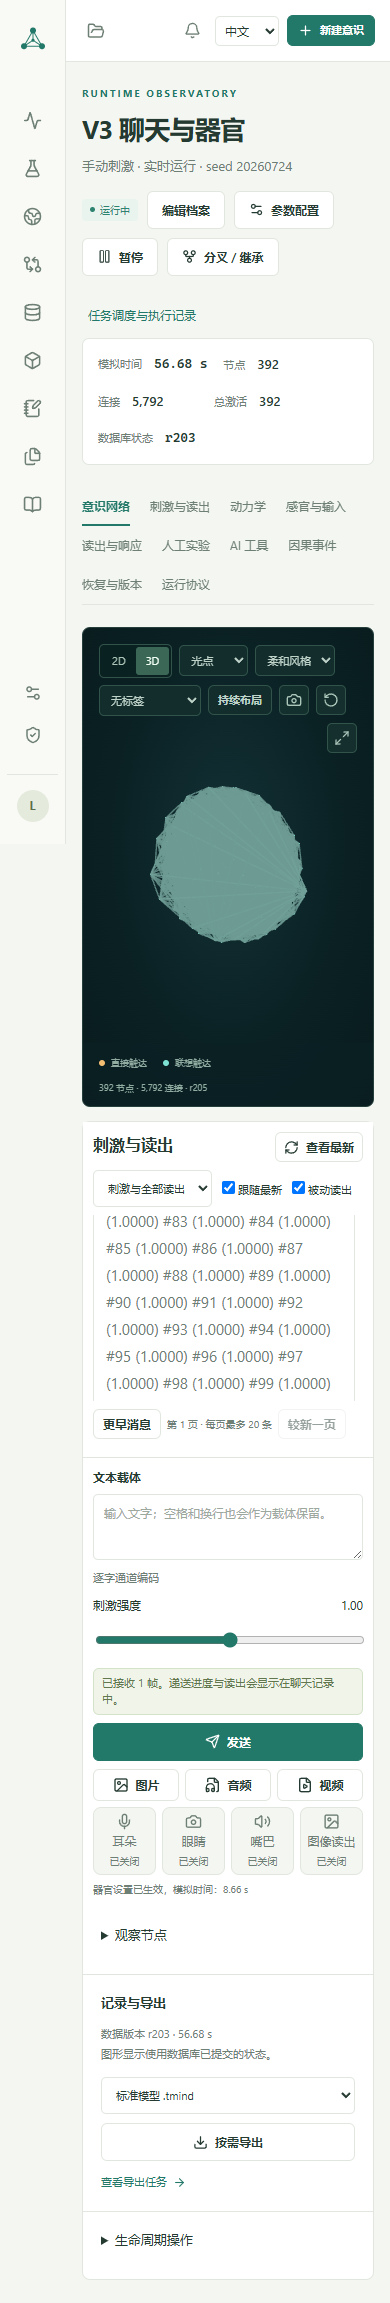 中文
新建意识
RUNTIME OBSERVATORY
V3 聊天与器官
手动刺激 · 实时运行 · seed 20260724
运行中
编辑档案
参数配置
暂停
分叉 / 继承
任务调度与执行记录
模拟时间 56.68 s 节点 392
连接 5,792 总激活 392
数据库状态 r203
意识网络 刺激与读出 动力学 感官与输入
读出与响应 人工实验 AI 工具 因果事件
恢复与版本 运行协议
2D 3D 光点 柔和风格
无标签 持续布局
直接触达 联想触达
392 节点 · 5,792 连接 · r205
L
刺激与读出
查看最新
刺激与全部读出 跟随最新 被动读出
(1.0000) #83 (1.0000) #84 (1.0000)
#85 (1.0000) #86 (1.0000) #87
(1.0000) #88 (1.0000) #89 (1.0000)
#90 (1.0000) #91 (1.0000) #92
(1.0000) #93 (1.0000) #94 (1.0000)
#95 (1.0000) #96 (1.0000) #97
(1.0000) #98 (1.0000) #99 (1.0000)
更早消息 第 1 页 · 每页最多 20 条 较新一页
文本载体
输入文字；空格和换行也会作为载体保留。
逐字通道编码
刺激强度 1.00
已接收 1 帧。递送进度与读出会显示在聊天记录
中。
发送
图片 音频 视频
耳朵 眼睛 嘴巴 图像读出
已关闭 已关闭 已关闭 已关闭
器官设置已生效，模拟时间：8.66 s
观察节点
记录与导出
数据版本 r203 · 56.68 s
图形显示使用数据库已提交的状态。
标准模型 .tmind
按需导出
查看导出任务 →
生命周期操作